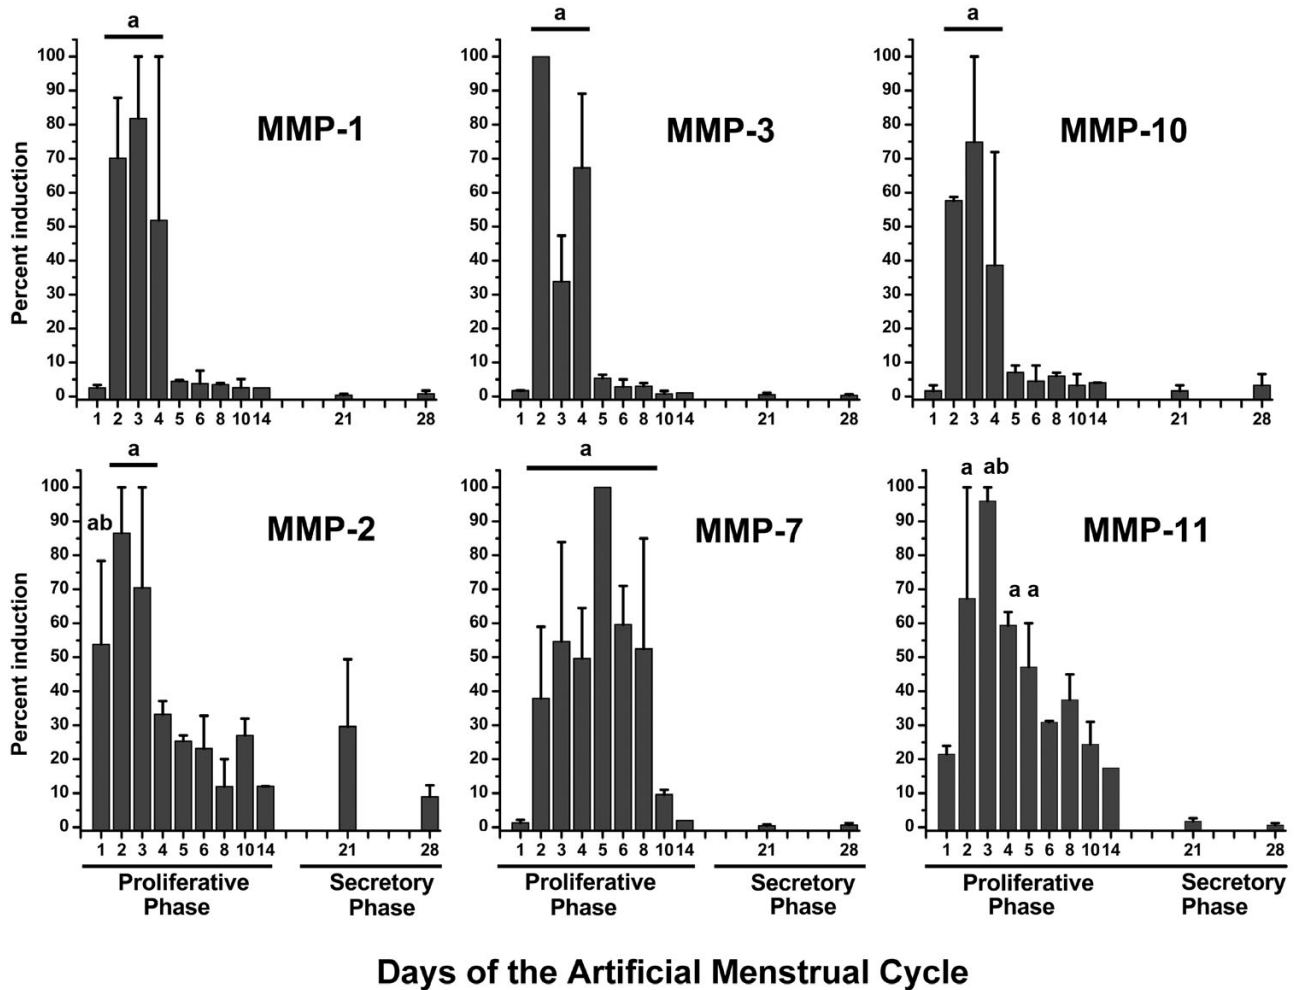 a
a
a
100
90
80
70
60
50
40
30
20
10
0
Percent induction
MMP-1
1 2 3 4 5 6 8 10 14 21 28
100
90
80
70
60
50
40
30
20
10
0
MMP-3
1 2 3 4 5 6 8 10 14 21 28
100
90
80
70
60
50
40
30
20
10
0
MMP-10
1 2 3 4 5 6 8 10 14 21 28
a
100
90
80
70
60
50
40
30
20
10
0
Percent induction
ab
MMP-2
1 2 3 4 5 6 8 10 14 21 28
Proliferative
Phase
Secretory
Phase
a
100
90
80
70
60
50
40
30
20
10
0
MMP-7
1 2 3 4 5 6 8 10 14 21 28
Proliferative
Phase
Secretory
Phase
100
90
80
70
60
50
40
30
20
10
0
a ab
MMP-11
a a
1 2 3 4 5 6 8 10 14 21 28
Proliferative
Phase
Secretory
Phase
Days of the Artificial Menstrual Cycle